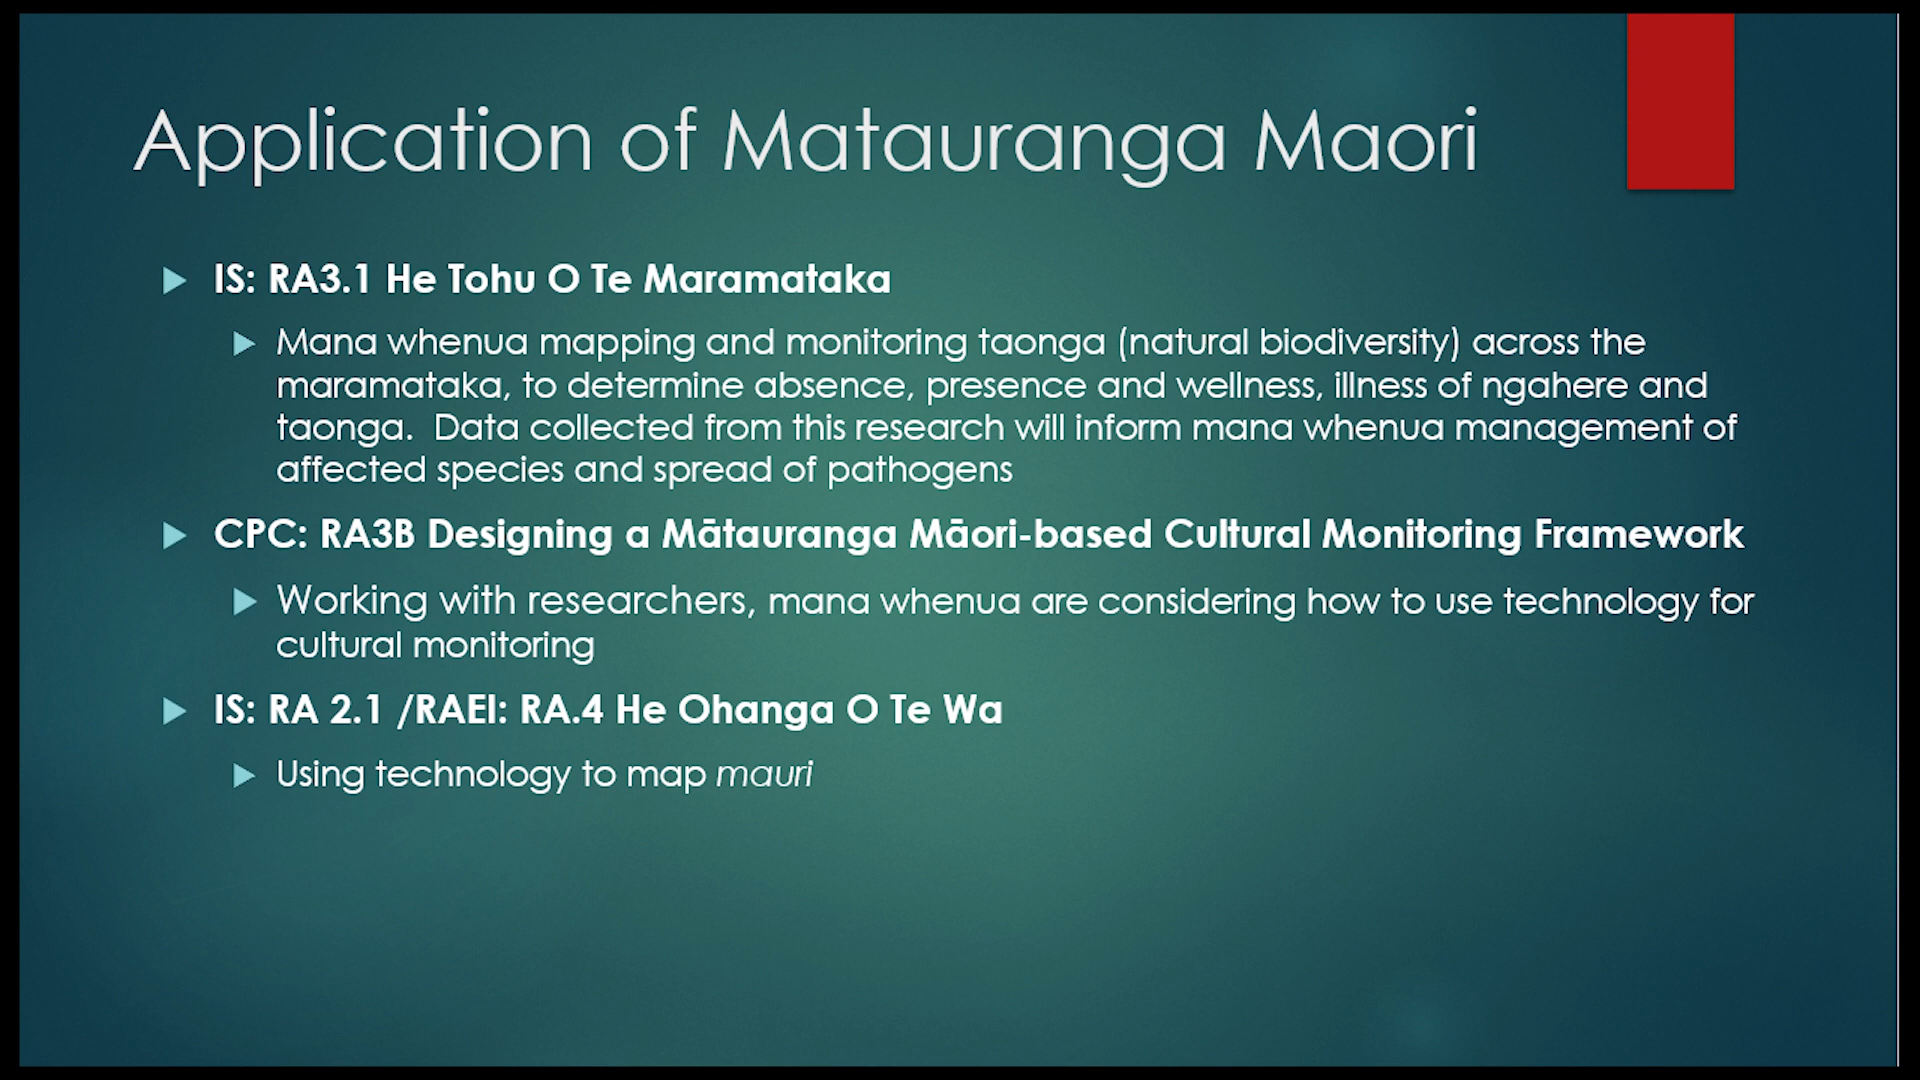 Application of Matauranga Maori
IS: RA3.1 He Tohu O Te Maramataka
Mana whenua mapping and monitoring taonga (natural biodiversity) across the
maramataka, to determine absence, presence and wellness, illness of ngahere and
taonga.  Data collected from this research will inform mana whenua management of
affected species and spread of pathogens
CPC: RA3B Designing a Mātauranga Māori-based Cultural Monitoring Framework
Working with researchers, mana whenua are considering how to use technology for
cultural monitoring
IS: RA 2.1 /RAEI: RA.4 He Ohanga O Te Wa
Using technology to map mauri